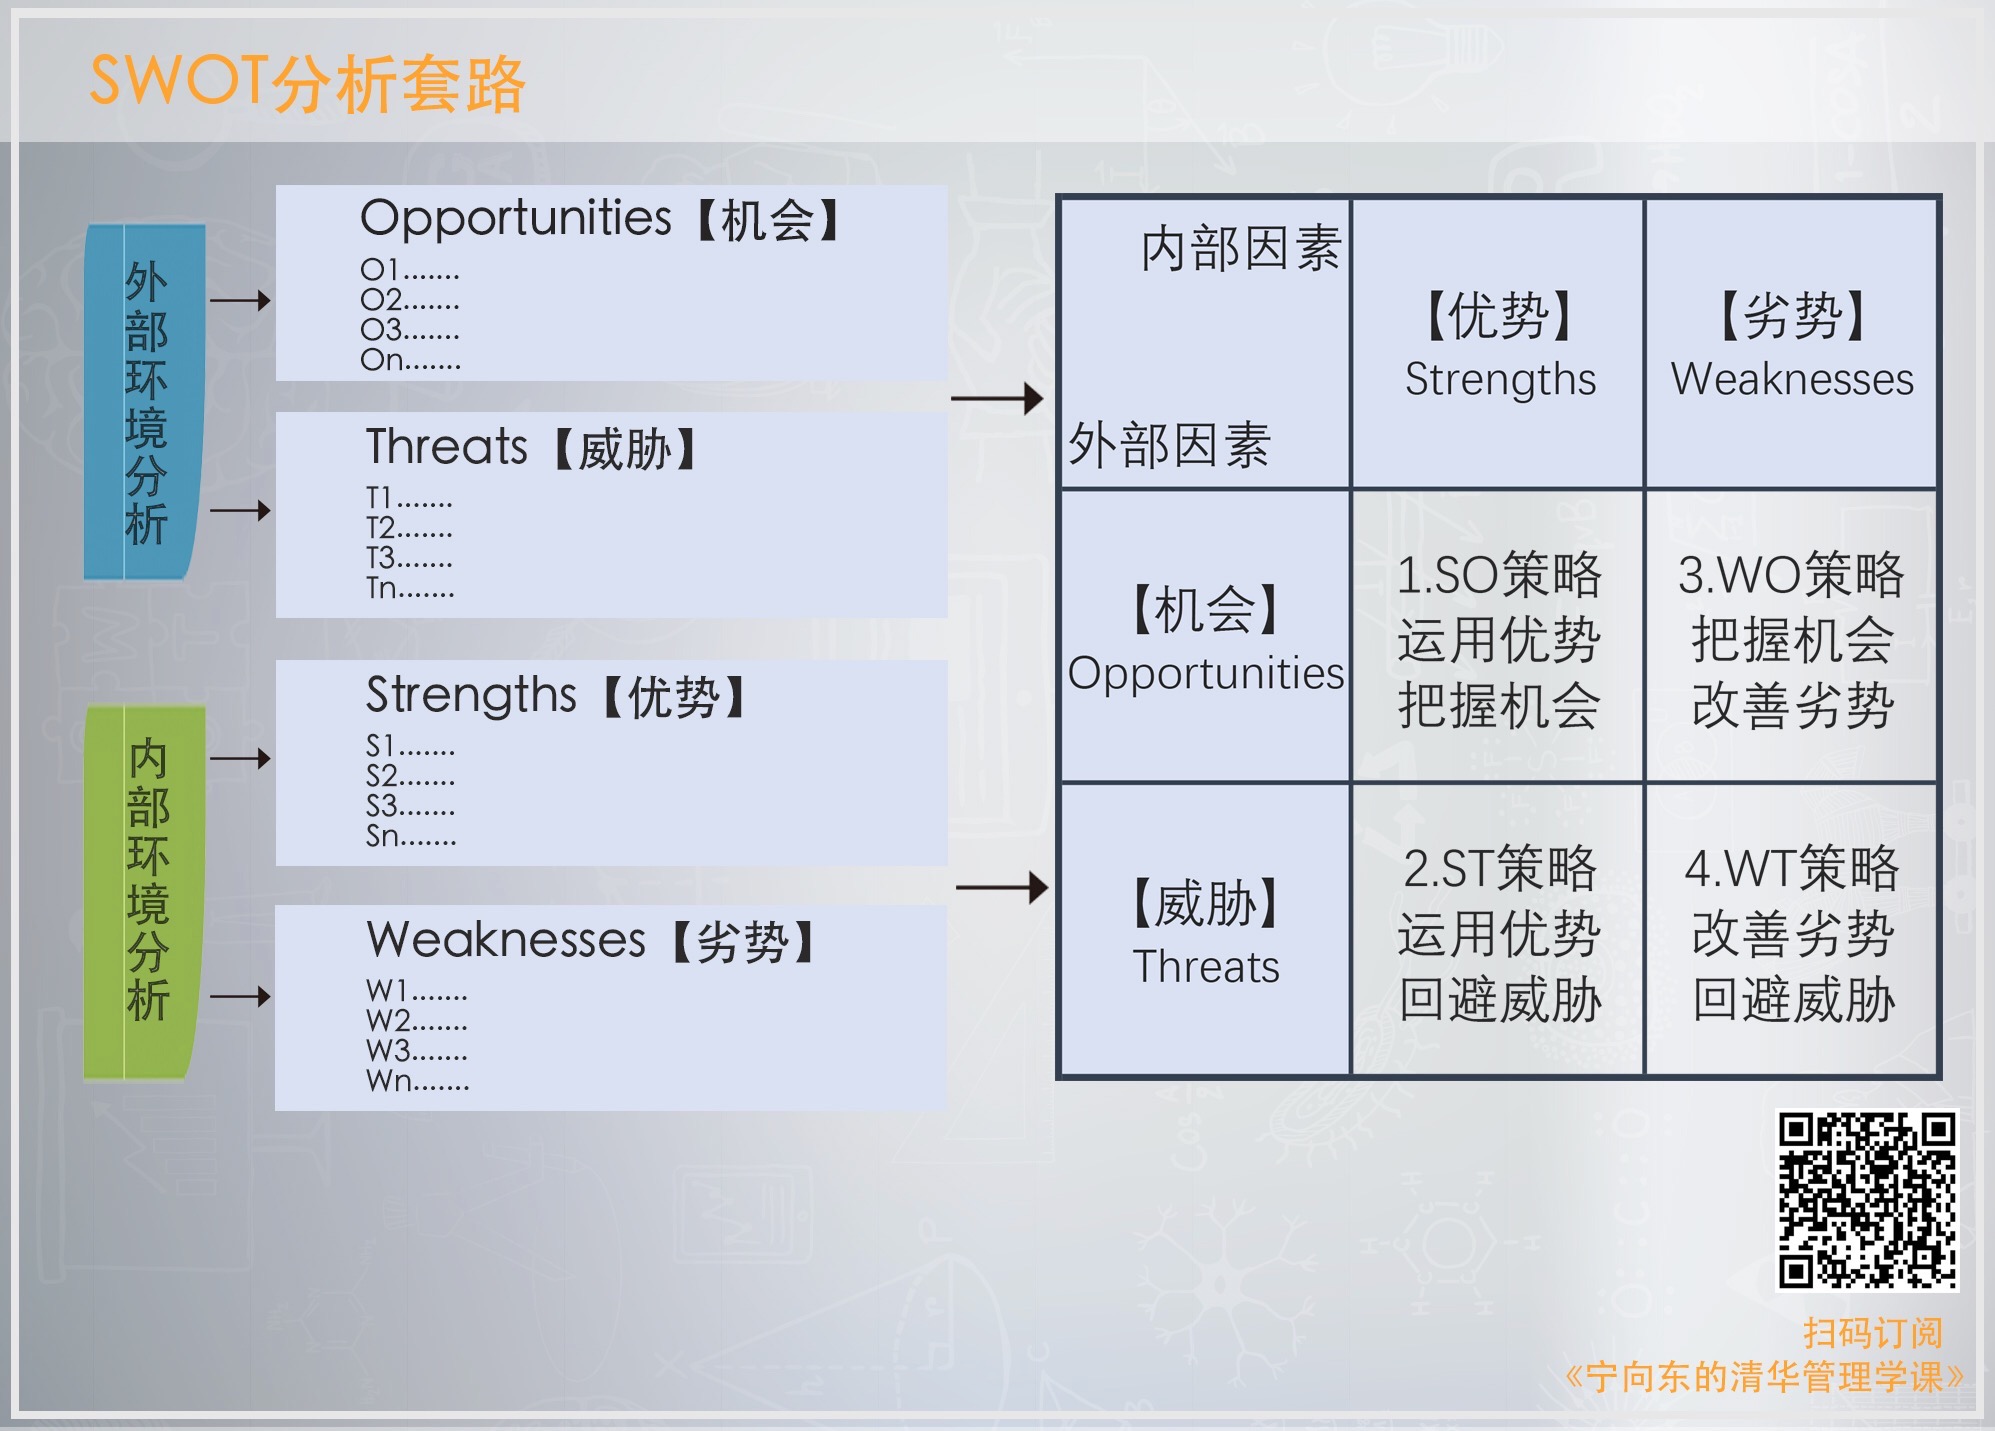 SWOT分析套路
外部环境分析
Opportunities【机会】
O1.......
O2.......
O3.......
On.......
Threats【威胁】
T1.......
T2.......
T3.......
Tn.......
内部环境分析
Strengths【优势】
S1.......
S2.......
S3.......
Sn.......
Weaknesses【劣势】
W1.......
W2.......
W3.......
Wn.......
内部因素
外部因素
【优势】
Strengths
【劣势】
Weaknesses
【机会】
Opportunities
1.SO策略
运用优势
把握机会
3.WO策略
把握机会
改善劣势
【威胁】
Threats
2.ST策略
运用优势
回避威胁
4.WT策略
改善劣势
回避威胁
扫码订阅
《宁向东的清华管理学课》